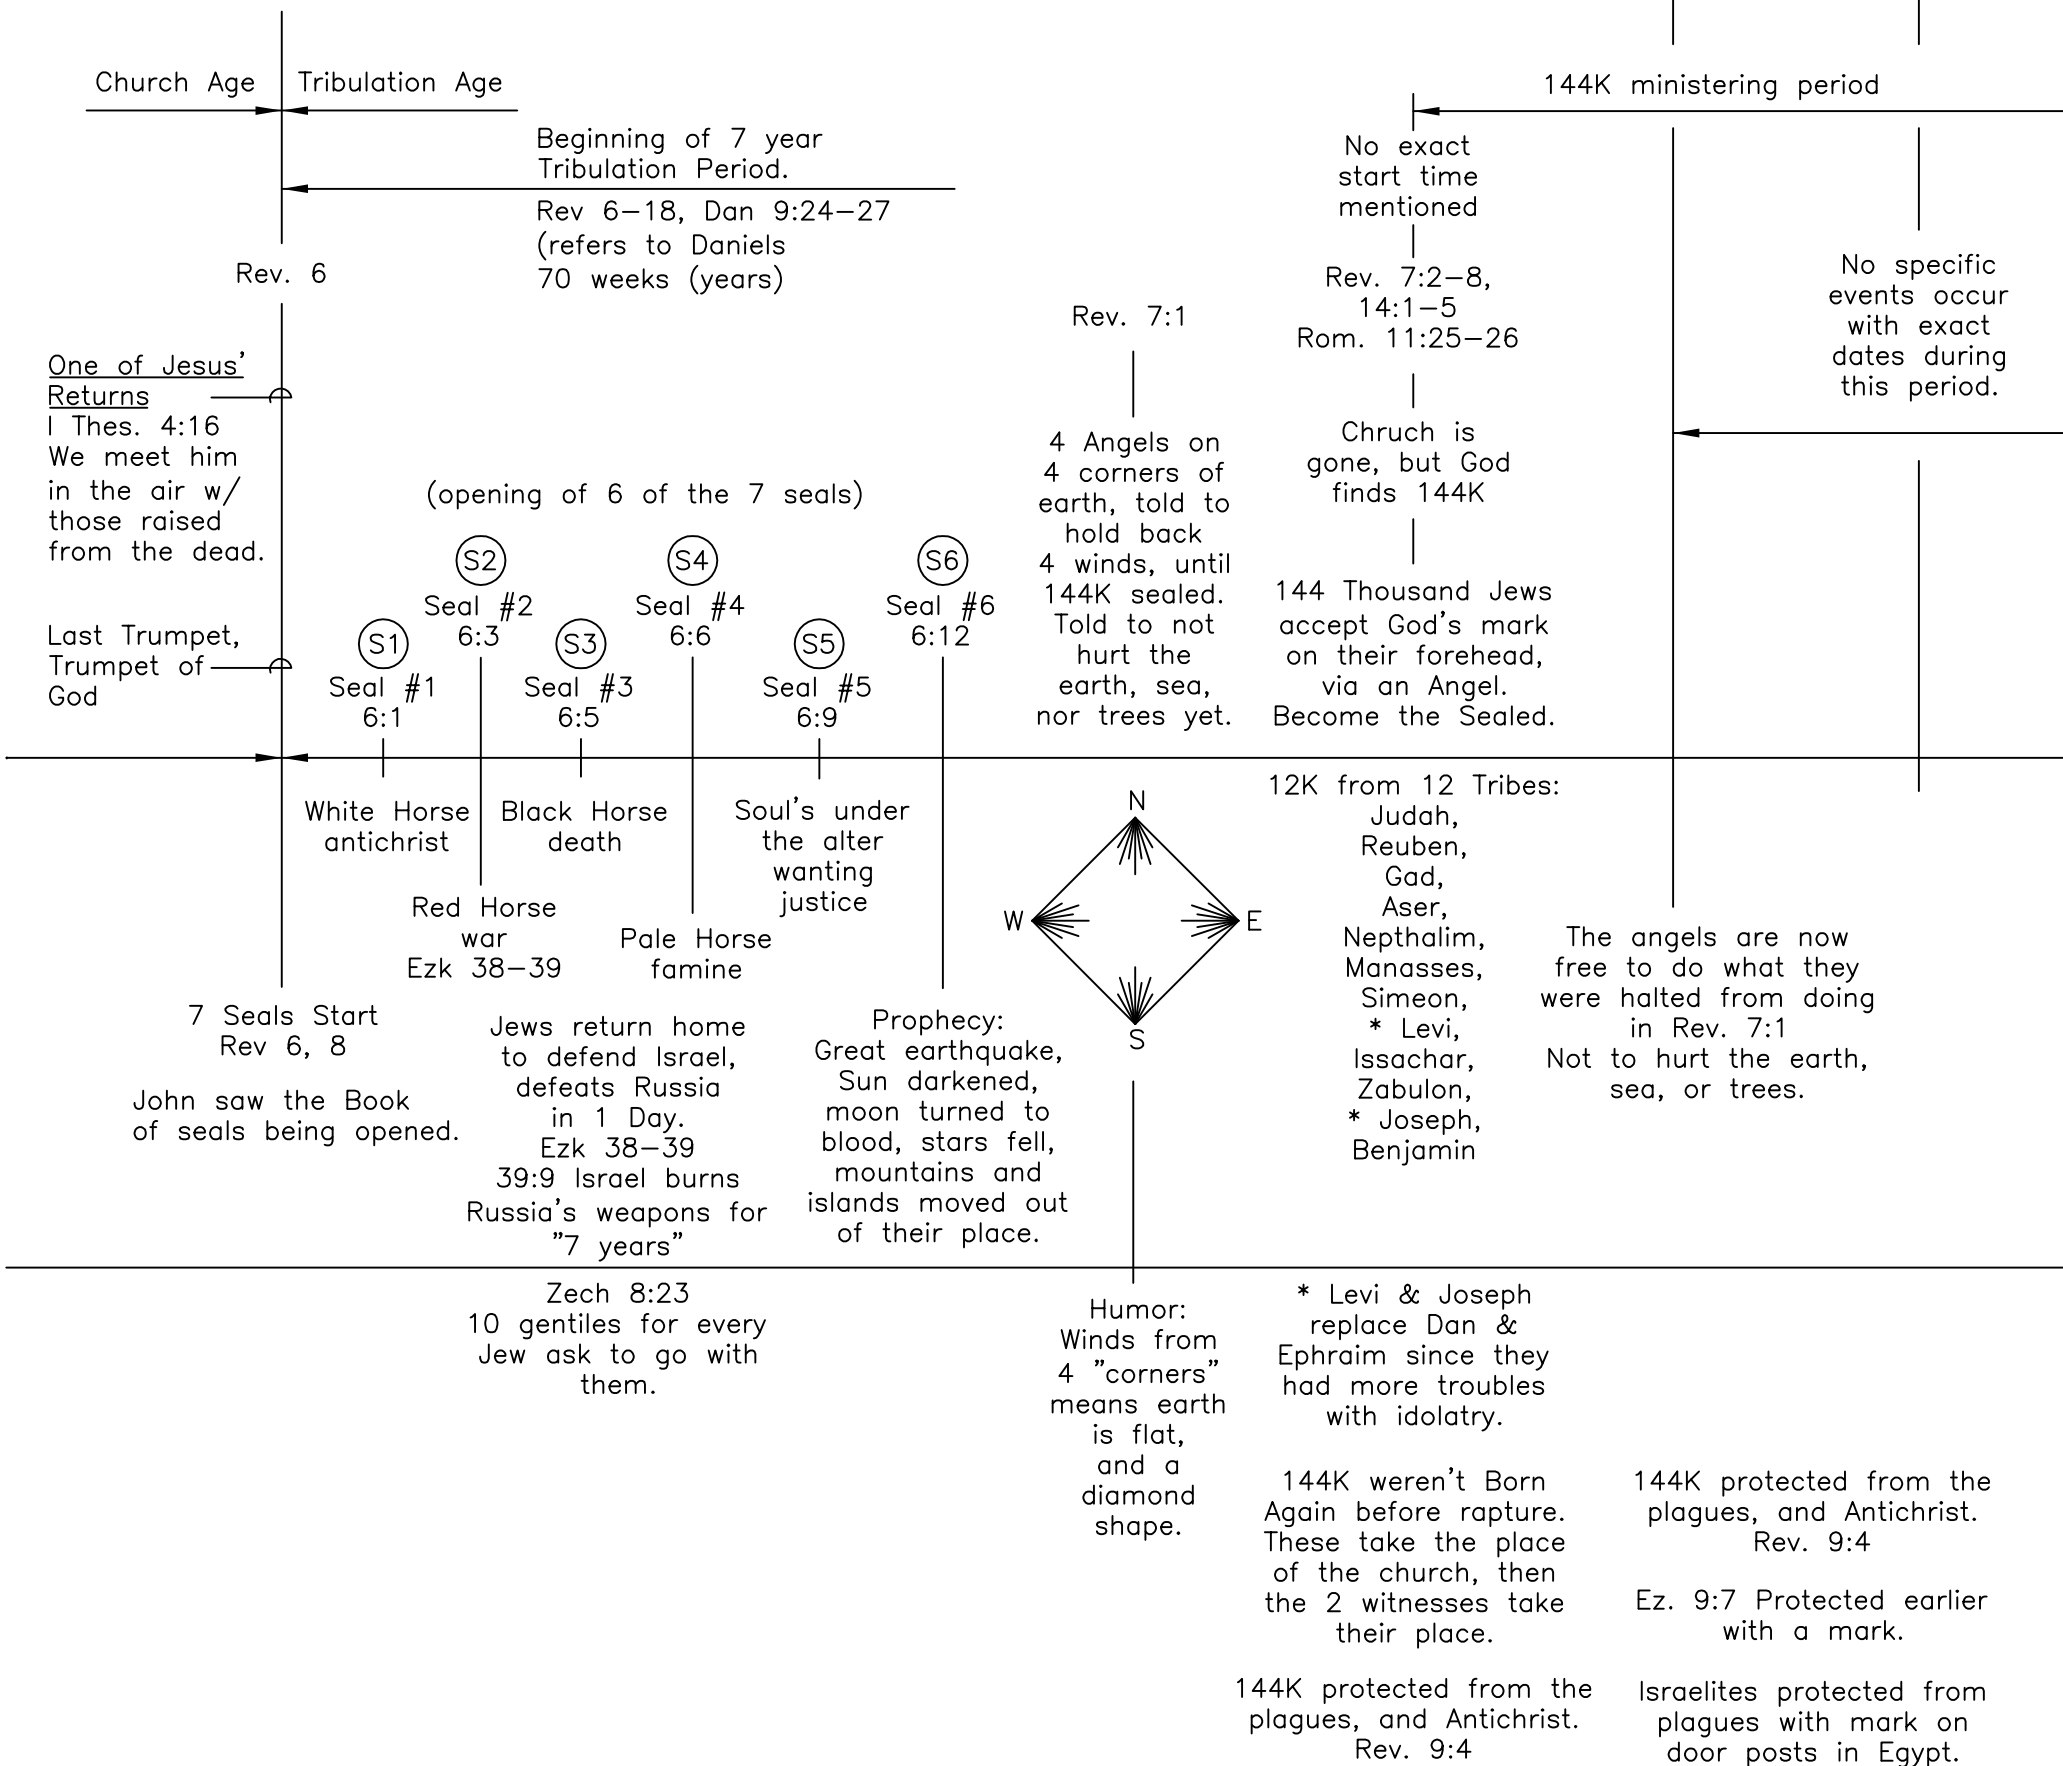 Church Age
Tribulation Age
144K ministering period
Beginning of 7 year
Tribulation Period.
Rev 6–18, Dan 9:24–27
(refers to Daniels
70 weeks (years)
Rev. 6
One of Jesus'
Returns
I Thes. 4:16
We meet him
in the air w/
those raised
from the dead.
Last Trumpet,
Trumpet of
God
(opening of 6 of the 7 seals)
S1
Seal #1
6:1
S2
Seal #2
6:3
S3
Seal #3
6:5
S4
Seal #4
6:6
S5
Seal #5
6:9
S6
Seal #6
6:12
Rev. 7:1
4 Angels on
4 corners of
earth, told to
hold back
4 winds, until
144K sealed.
Told to not
hurt the
earth, sea,
nor trees yet.
No exact
start time
mentioned
Rev. 7:2–8,
14:1–5
Rom. 11:25–26
Chruch is
gone, but God
finds 144K
144 Thousand Jews
accept God's mark
on their forehead,
via an Angel.
Become the Sealed.
No specific
events occur
with exact
dates during
this period.
White Horse
antichrist
Red Horse
war
Ezk 38–39
Black Horse
death
Pale Horse
famine
Soul's under
the alter
wanting
justice
7 Seals Start
Rev 6, 8
John saw the Book
of seals being opened.
Jews return home
to defend Israel,
defeats Russia
in 1 Day.
Ezk 38–39
39:9 Israel burns
Russia's weapons for
"7 years"
Prophecy:
Great earthquake,
Sun darkened,
moon turned to
blood, stars fell,
mountains and
islands moved out
of their place.
N
W
E
S
12K from 12 Tribes:
Judah,
Reuben,
Gad,
Aser,
Nepthalim,
Manasses,
Simeon,
* Levi,
Issachar,
Zabulon,
* Joseph,
Benjamin
The angels are now
free to do what they
were halted from doing
in Rev. 7:1
Not to hurt the earth,
sea, or trees.
Zech 8:23
10 gentiles for every
Jew ask to go with
them.
Humor:
Winds from
4 "corners"
means earth
is flat,
and a
diamond
shape.
* Levi & Joseph
replace Dan &
Ephraim since they
had more troubles
with idolatry.
144K weren't Born
Again before rapture.
These take the place
of the church, then
the 2 witnesses take
their place.
144K protected from the
plagues, and Antichrist.
Rev. 9:4
144K protected from the
plagues, and Antichrist.
Rev. 9:4
Ez. 9:7 Protected earlier
with a mark.
Israelites protected from
plagues with mark on
door posts in Egypt.